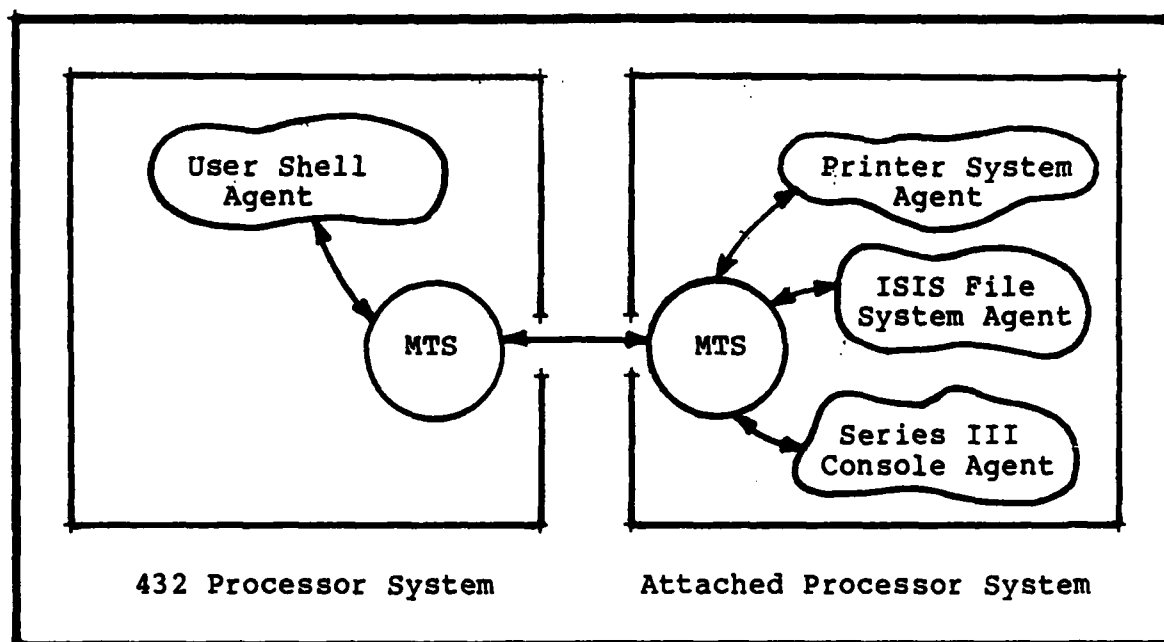 User Shell
Agent
MTS
432 Processor System
Printer System
Agent
MTS
ISIS File
System Agent
Series III
Console Agent
Attached Processor System